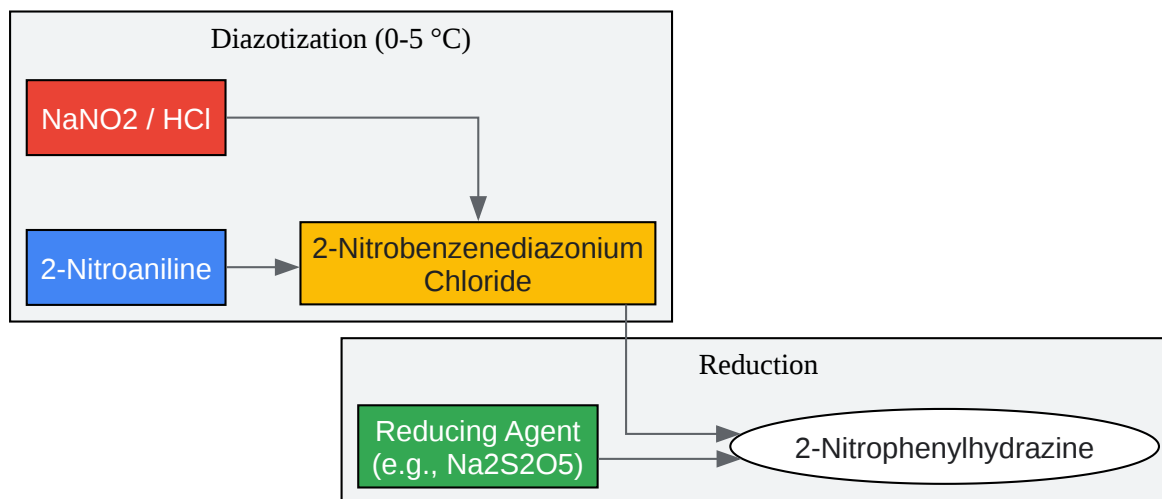 Diazotization (0-5 °C)
NaNO2 / HCl
2-Nitroaniline
2-Nitrobenzenediazonium
Chloride
Reduction
Reducing Agent
(e.g., Na2S2O5)
2-Nitrophenylhydrazine